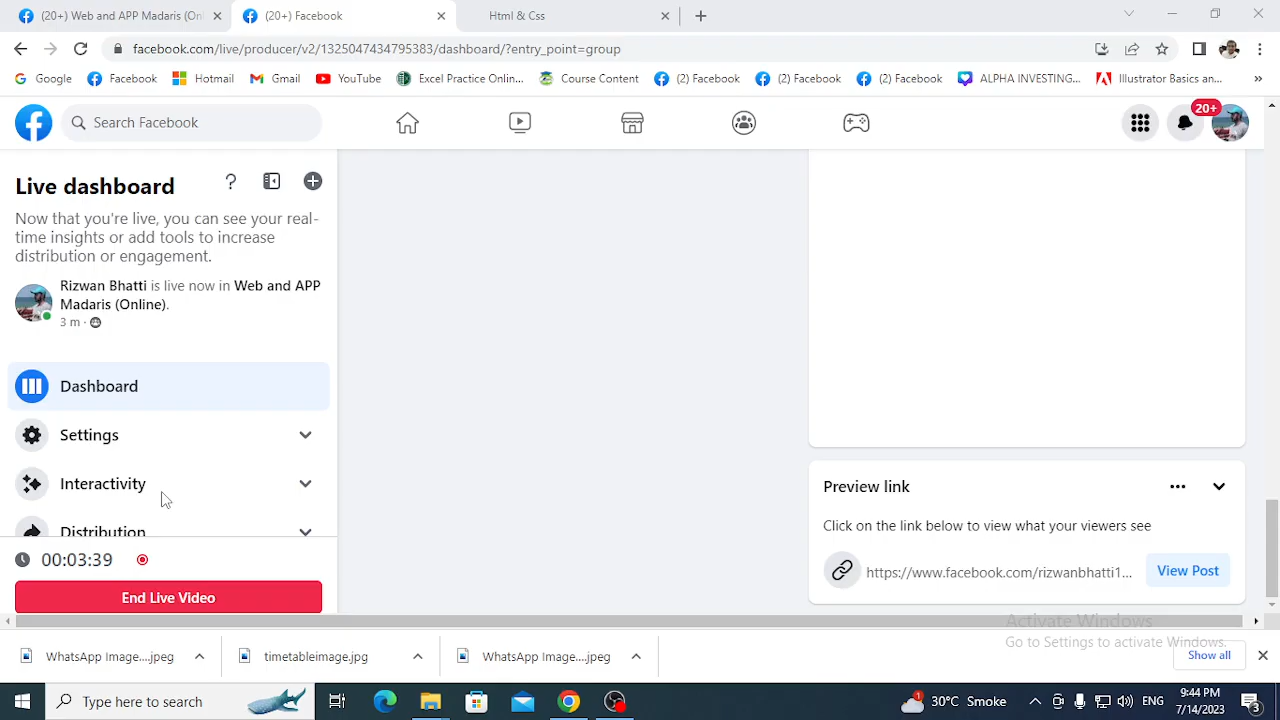 (20+) Web and APP Madaris (Onl
(20+) Facebook
Html & Css
facebook.com/live/producer/v2/1325047434795383/dashboard/?entry_point=group
Google
Facebook
Hotmail
Gmail
YouTube
Excel Practice Onlin...
Course Content
(2) Facebook
(2) Facebook
(2) Facebook
ALPHA INVESTING...
Illustrator Basics an...
Search Facebook
20+
Live dashboard
Now that you're live, you can see your real-
time insights or add tools to increase
distribution or engagement.
Rizwan Bhatti is live now in Web and APP
Madaris (Online).
3 m ·
Dashboard
Settings
Interactivity
Distribution
00:03:39
End Live Video
Preview link
Click on the link below to view what your viewers see
https://www.facebook.com/rizwanbhatti1...
View Post
Activate Windows
Go to Settings to activate Windows.
WhatsApp Image....jpeg
timetableimage.jpg
WhatsApp Image....jpeg
Show all
Type here to search
1
30°C Smoke
ENG
9:44 PM
7/14/2023
3